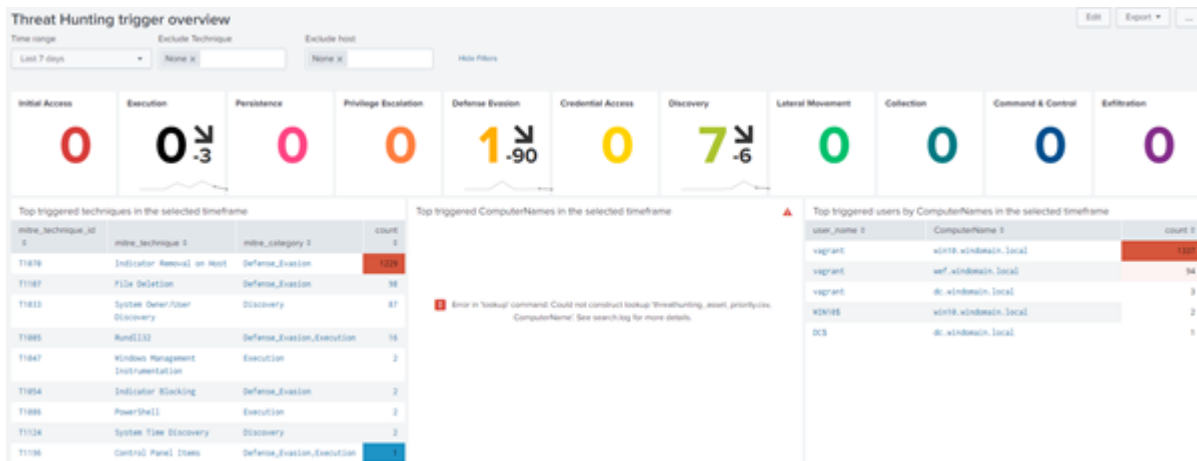 Threat Hunting trigger overview
Edit Export ...
Time range Exclude Technique Exclude host
Last 7 days None x None x Hide Filters
Initial Access Execution Persistence Privilege Escalation Defense Evasion Credential Access Discovery Lateral Movement Collection Command & Control Exfiltration
0 0 -3 0 0 1 -90 0 7 -6 0 0 0 0
Top triggered techniques in the selected timeframe
mitre_technique_id mitre_technique mitre_category count
T1070 Indicator Removal on Host Defense_Evasion 1229
T1107 File Deletion Defense_Evasion 98
T1033 System Owner/User Discovery Discovery 87
T1085 Rundll32 Defense_Evasion,Execution 16
T1047 Windows Management Instrumentation Execution 2
T1054 Indicator Blocking Defense_Evasion 2
T1086 PowerShell Execution 2
T1124 System Time Discovery Discovery 2
T1196 Control Panel Items Defense_Evasion,Execution 1
Top triggered ComputerNames in the selected timeframe
Error in 'lookup' command: Could not construct lookup 'threathunting_asset_priority.csv,
ComputerName'. See search.log for more details.
Top triggered users by ComputerNames in the selected timeframe
user_name ComputerName count
vagrant win10.windomain.local 1337
vagrant wef.windomain.local 94
vagrant dc.windomain.local 3
WIN10$ win10.windomain.local 2
DC$ dc.windomain.local 1